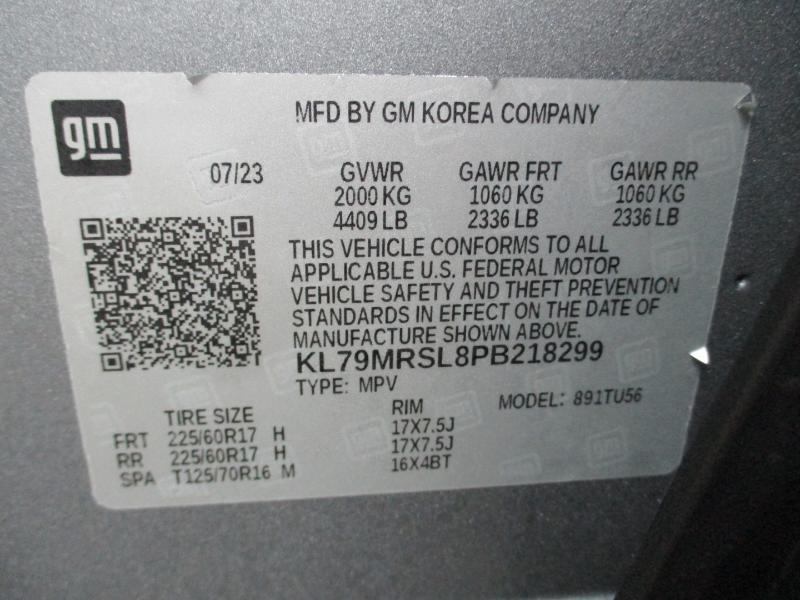 gm
MFD BY GM KOREA COMPANY
07/23 GVWR GAWR FRT GAWR RR
2000 KG 1060 KG 1060 KG
4409 LB 2336 LB 2336 LB
THIS VEHICLE CONFORMS TO ALL
APPLICABLE U.S. FEDERAL MOTOR
VEHICLE SAFETY AND THEFT PREVENTION
STANDARDS IN EFFECT ON THE DATE OF
MANUFACTURE SHOWN ABOVE.
KL79MRSL8PB218299
TYPE: MPV MODEL: 891TU56
TIRE SIZE RIM
FRT 225/60R17 H 17X7.5J
RR 225/60R17 H 17X7.5J
SPA T125/70R16 M 16X4BT